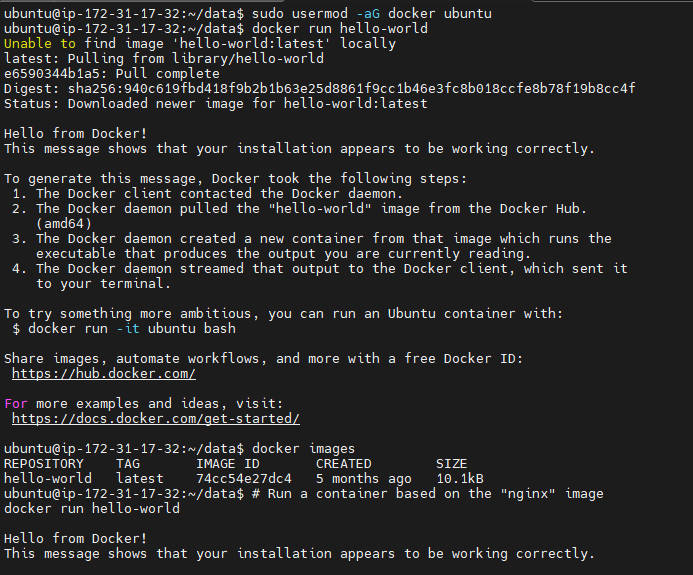 ubuntu@ip-172-31-17-32:~/data$ sudo usermod -aG docker ubuntu
ubuntu@ip-172-31-17-32:~/data$ docker run hello-world
Unable to find image 'hello-world:latest' locally
latest: Pulling from library/hello-world
e6590344b1a5: Pull complete
Digest: sha256:940c619fbd418f9b2b1b63e25d8861f9cc1b46e3fc8b018ccfe8b78f19b8cc4f
Status: Downloaded newer image for hello-world:latest

Hello from Docker!
This message shows that your installation appears to be working correctly.

To generate this message, Docker took the following steps:
 1. The Docker client contacted the Docker daemon.
 2. The Docker daemon pulled the "hello-world" image from the Docker Hub.
    (amd64)
 3. The Docker daemon created a new container from that image which runs the
    executable that produces the output you are currently reading.
 4. The Docker daemon streamed that output to the Docker client, which sent it
    to your terminal.

To try something more ambitious, you can run an Ubuntu container with:
 $ docker run -it ubuntu bash

Share images, automate workflows, and more with a free Docker ID:
 https://hub.docker.com/

For more examples and ideas, visit:
 https://docs.docker.com/get-started/

ubuntu@ip-172-31-17-32:~/data$ docker images
REPOSITORY    TAG       IMAGE ID       CREATED        SIZE
hello-world   latest    74cc54e27dc4   5 months ago   10.1kB
ubuntu@ip-172-31-17-32:~/data$ # Run a container based on the "nginx" image
docker run hello-world

Hello from Docker!
This message shows that your installation appears to be working correctly.